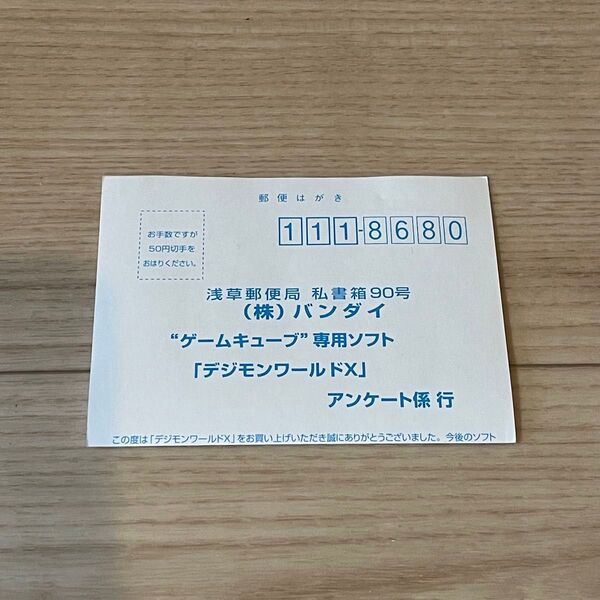 郵便はがき
お手数ですが
50円切手を
おはりください。
111-8680
浅草郵便局 私書箱90号
(株)バンダイ
“ゲームキューブ”専用ソフト
「デジモンワールドX」
アンケート係 行
この度は「デジモンワールドX」をお買い上げいただき誠にありがとうございました。今後のソフト